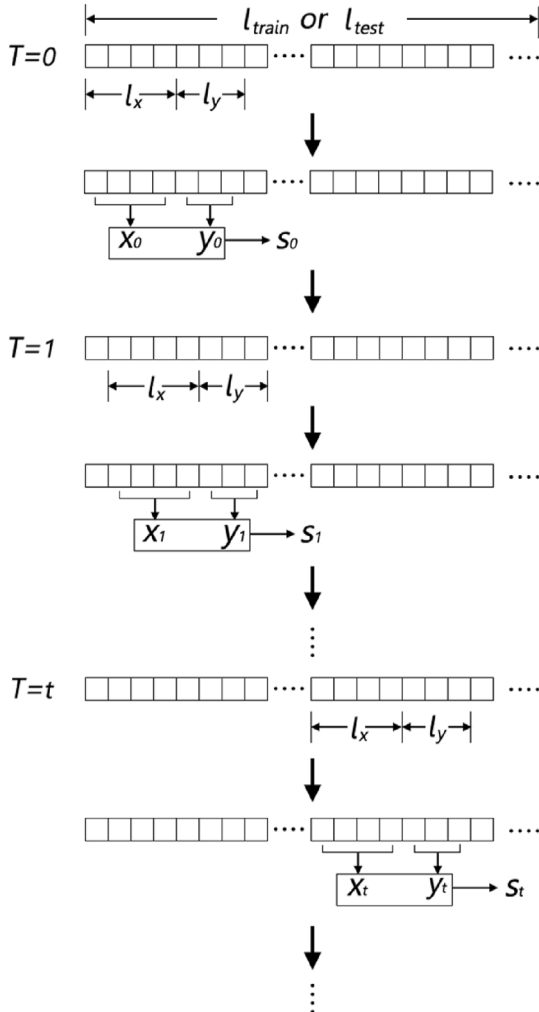 l_train or l_test
T=0
l_x l_y
x_0 y_0 s_0
T=1
l_x l_y
x_1 y_1 s_1
T=t
l_x l_y
x_t y_t s_t